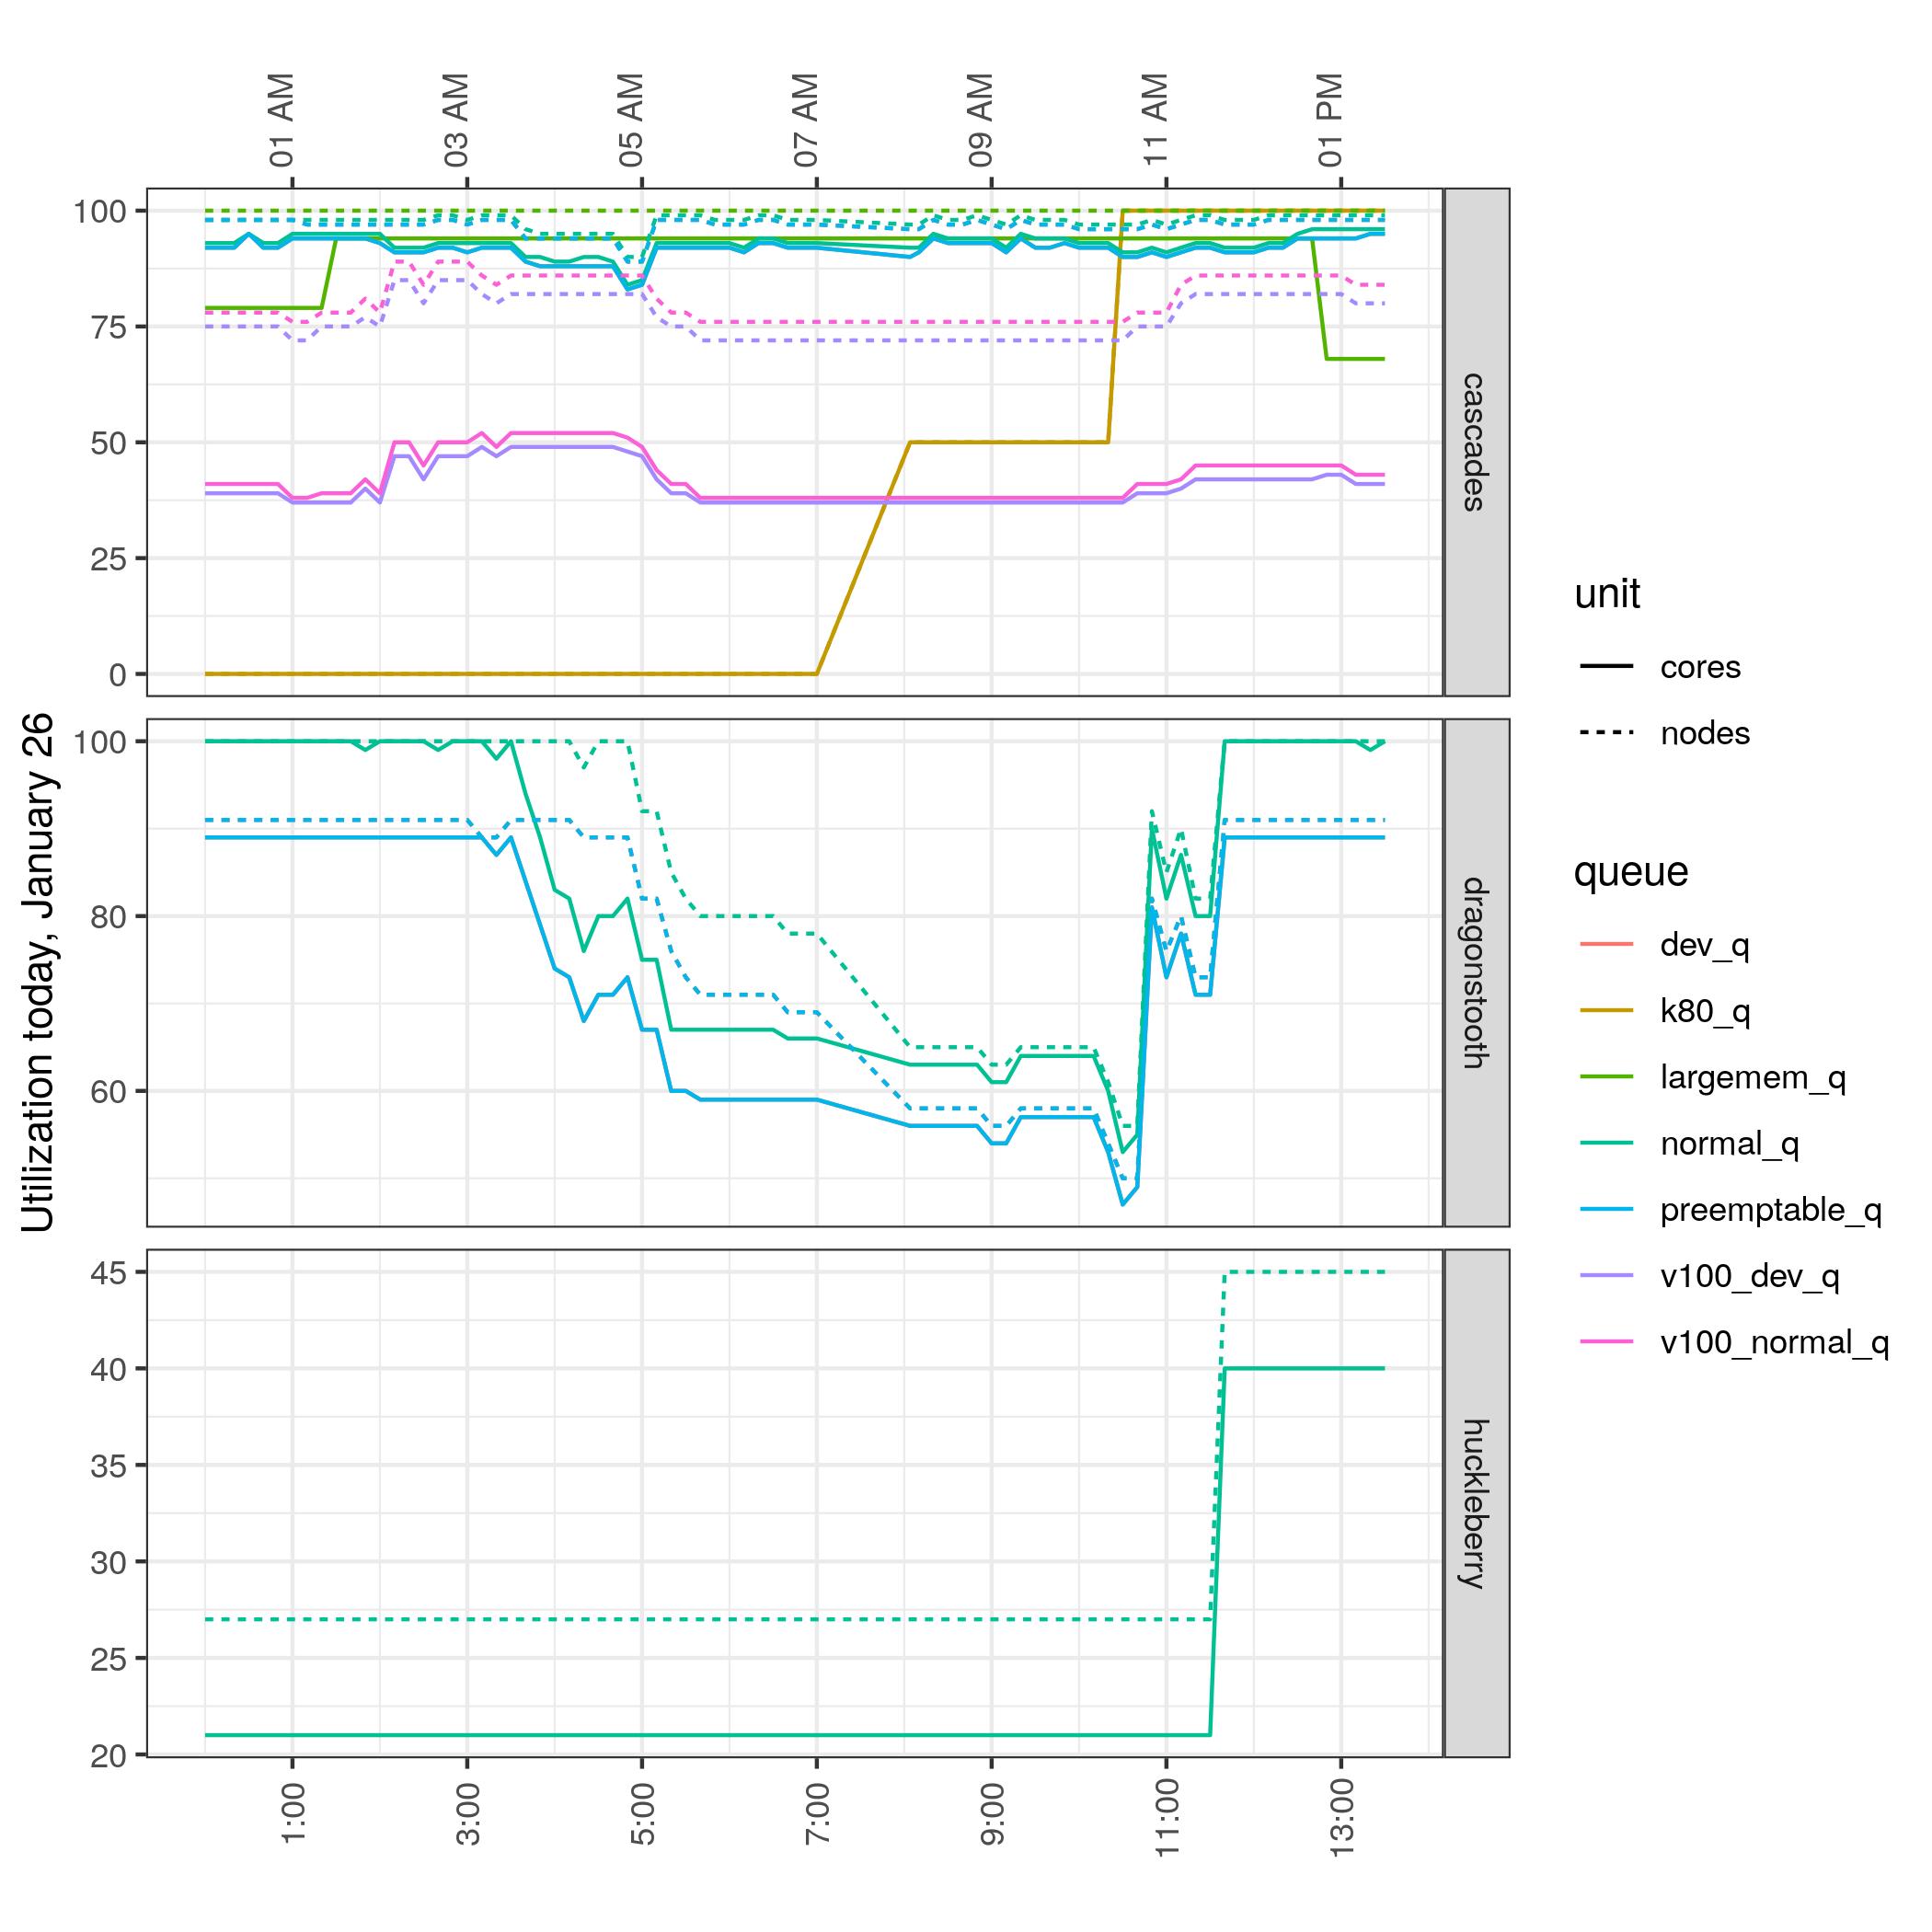 01 AM
03 AM
05 AM
07 AM
09 AM
11 AM
01 PM
Utilization today, January 26
100
75
50
25
0
cascades
100
80
60
dragonstooth
45
40
35
30
25
20
huckleberry
1:00
3:00
5:00
7:00
9:00
11:00
13:00
unit
cores
nodes
queue
dev_q
k80_q
largemem_q
normal_q
preemptable_q
v100_dev_q
v100_normal_q